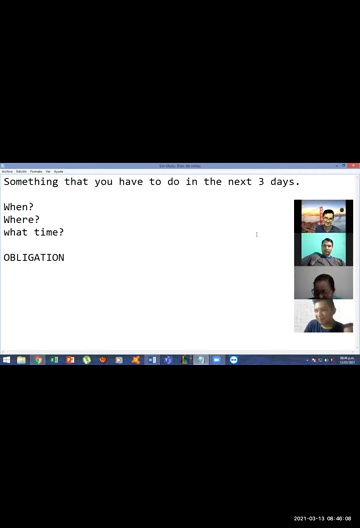 Something that you have to do in the next 3 days.
When?
Where?
what time?
OBLIGATION
2021-03-13 08:46:08